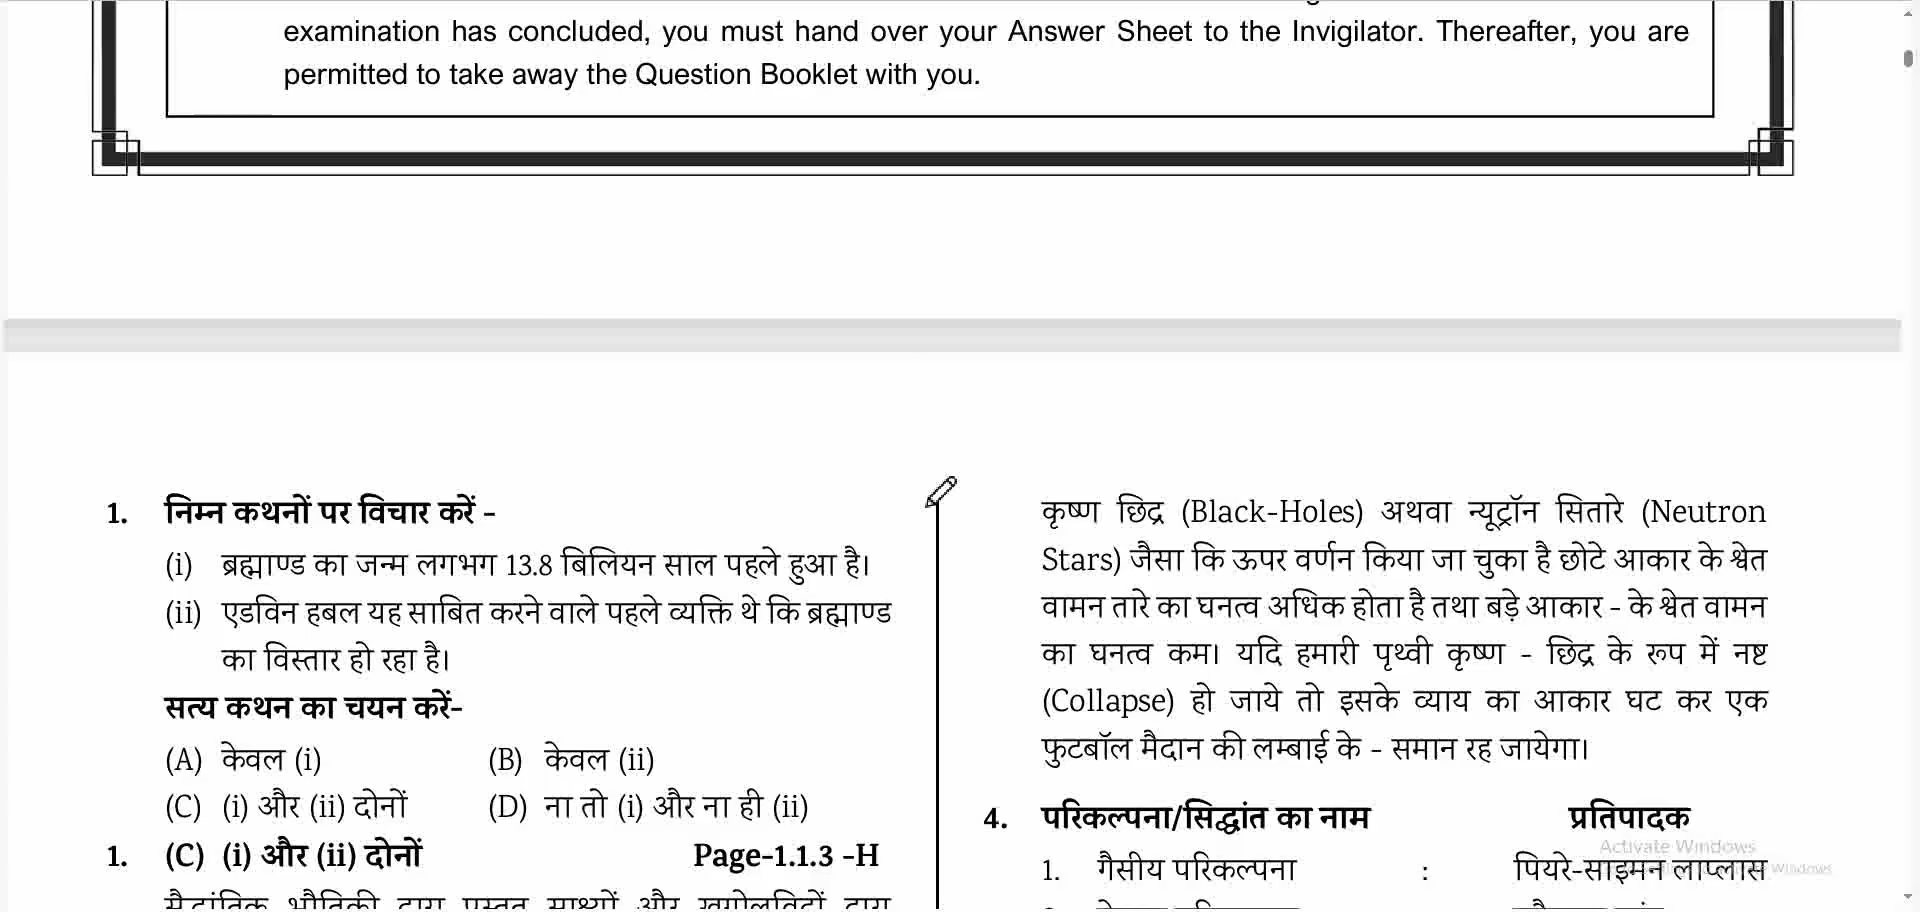 examination has concluded, you must hand over your Answer Sheet to the Invigilator. Thereafter, you are
permitted to take away the Question Booklet with you.
1. निम्न कथनों पर विचार करें -
(i) ब्रह्माण्ड का जन्म लगभग 13.8 बिलियन साल पहले हुआ है।
(ii) एडविन हबल यह साबित करने वाले पहले व्यक्ति थे कि ब्रह्माण्ड
का विस्तार हो रहा है।
सत्य कथन का चयन करें-
(A) केवल (i) (B) केवल (ii)
(C) (i) और (ii) दोनों (D) ना तो (i) और ना ही (ii)
1. (C) (i) और (ii) दोनों Page-1.1.3 -H
कृष्ण छिद्र (Black-Holes) अथवा न्यूट्रॉन सितारे (Neutron
Stars) जैसा कि ऊपर वर्णन किया जा चुका है छोटे आकार के श्वेत
वामन तारे का घनत्व अधिक होता है तथा बड़े आकार - के श्वेत वामन
का घनत्व कम। यदि हमारी पृथ्वी कृष्ण - छिद्र के रूप में नष्ट
(Collapse) हो जाये तो इसके व्याय का आकार घट कर एक
फुटबॉल मैदान की लम्बाई के - समान रह जायेगा।
4. परिकल्पना/सिद्धांत का नाम प्रतिपादक
Activate Windows
1. गैसीय परिकल्पना : पियरे-साइमन लाप्लास